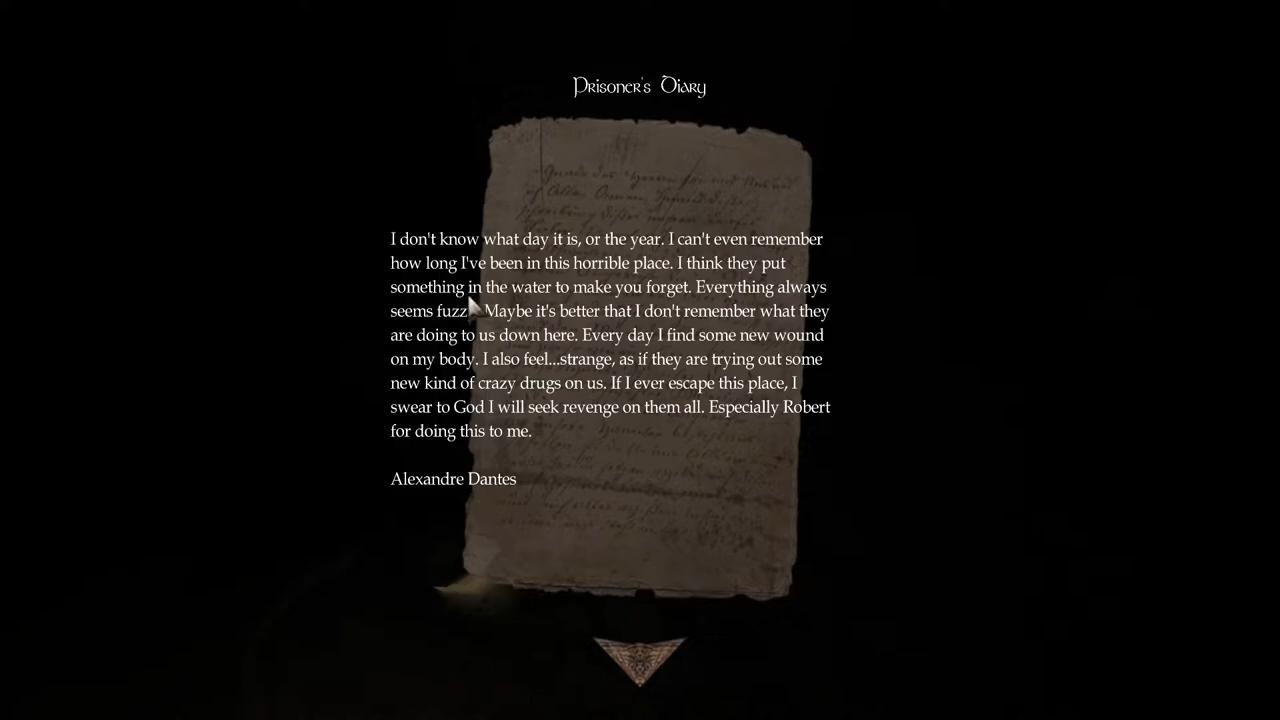 Prisoner's Diary
I don't know what day it is, or the year. I can't even remember
how long I've been in this horrible place. I think they put
something in the water to make you forget. Everything always
seems Maybe it's better that I don't remember what they
are doing to us down here. Every day I find some new wound
on my body. I also feel...strange, as if they are trying out some
new kind of crazy drugs on us. If I ever escape this place, I
swear to God I will seek revenge on them all. Especially Robert
for doing this to me.
Alexandre Dantes